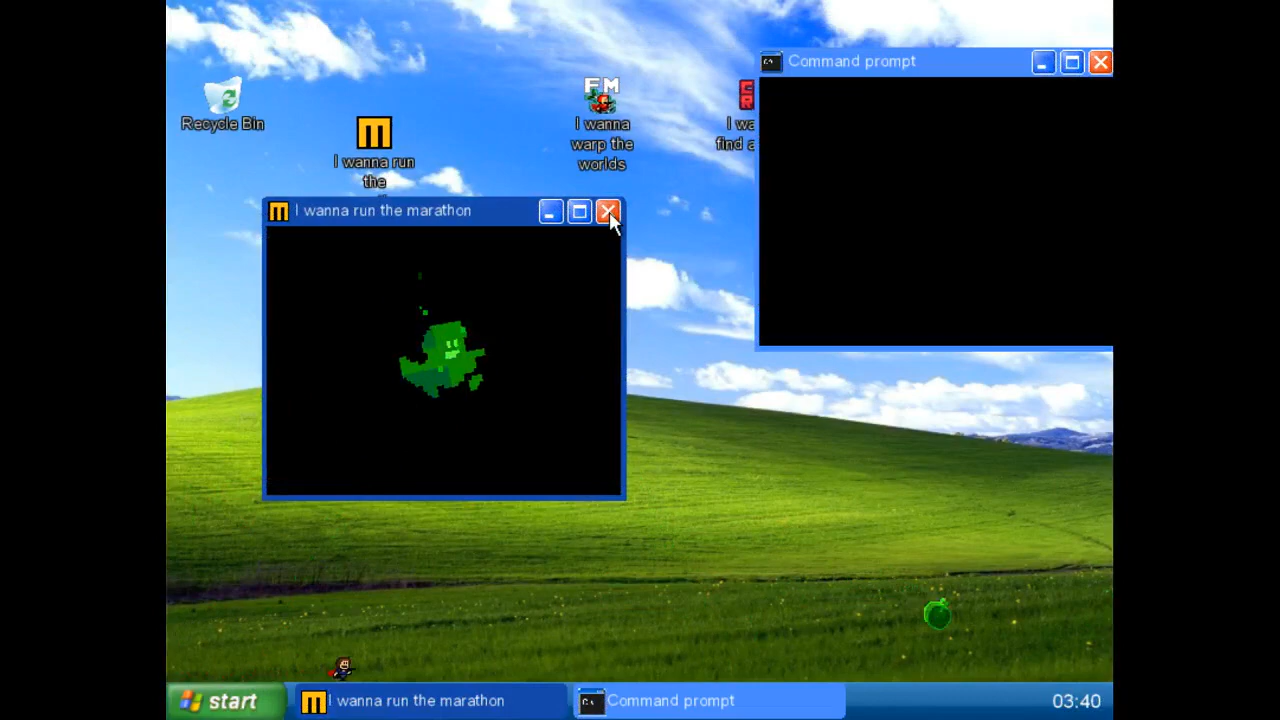 Command prompt
Recycle Bin
I wanna run
the
FM
I wanna
warp the
worlds
I wa
find a
I wanna run the marathon
start
I wanna run the marathon
Command prompt
03:40